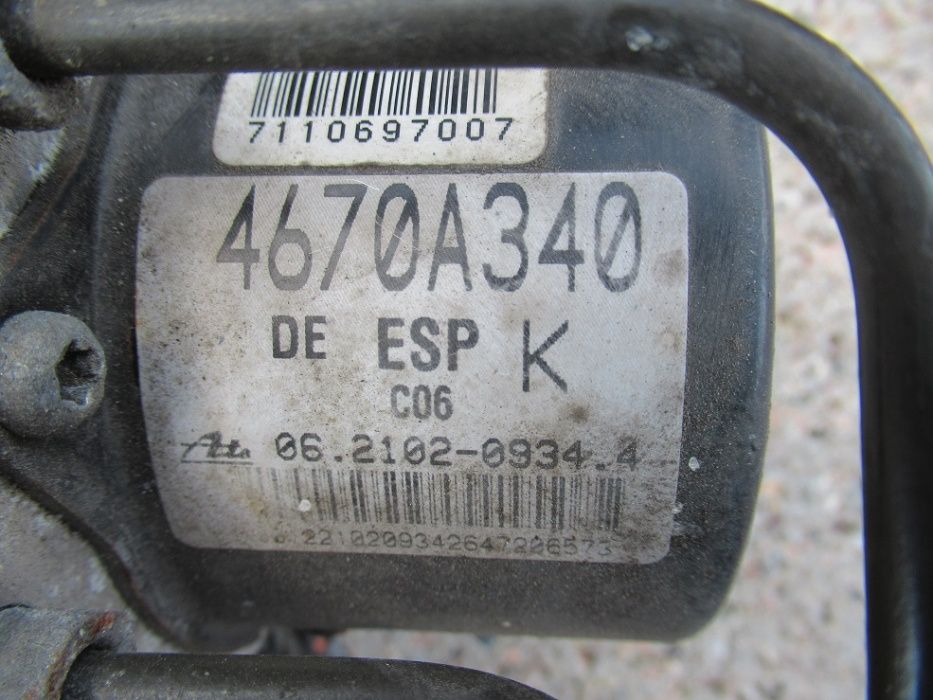 7110697007
4670A340
DE ESP K
C06
Ate 06.2102-0934.4